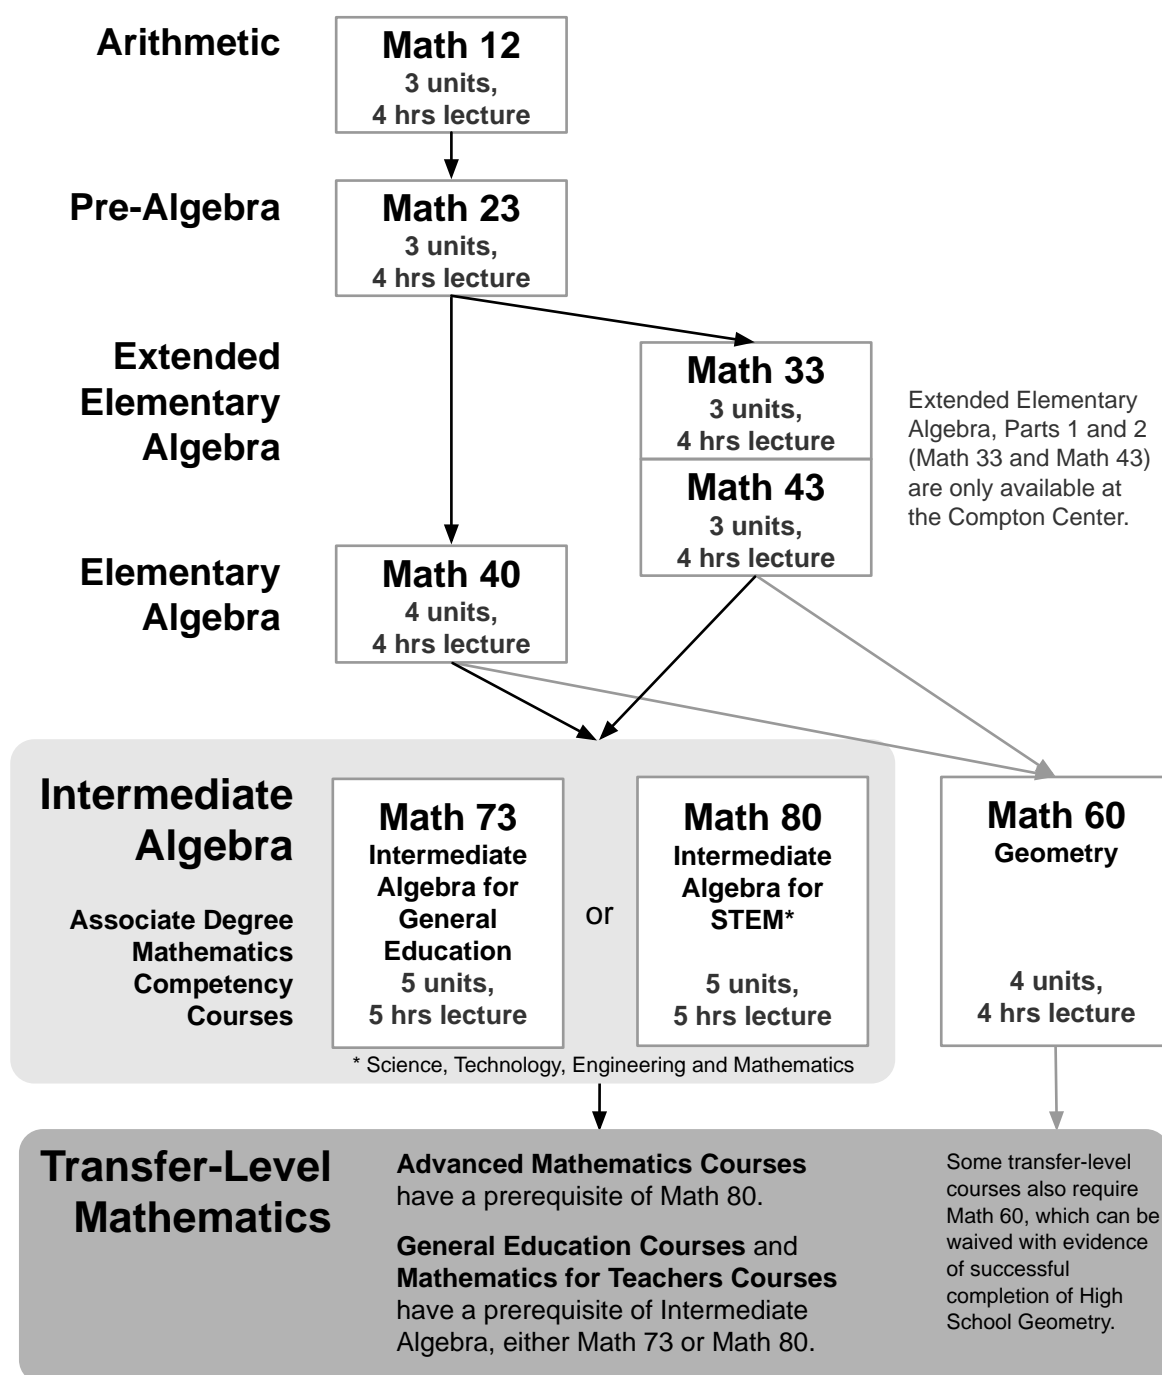 Arithmetic
Math 12
3 units,
4 hrs lecture
Pre-Algebra
Math 23
3 units,
4 hrs lecture
Extended
Elementary
Algebra
Math 33
3 units,
4 hrs lecture
Math 43
3 units,
4 hrs lecture
Extended Elementary
Algebra, Parts 1 and 2
(Math 33 and Math 43)
are only available at
the Compton Center.
Elementary
Algebra
Math 40
4 units,
4 hrs lecture
Intermediate
Algebra
Associate Degree
Mathematics
Competency
Courses
Math 73
Intermediate
Algebra for
General
Education
5 units,
5 hrs lecture
or
Math 80
Intermediate
Algebra for
STEM*
5 units,
5 hrs lecture
* Science, Technology, Engineering and Mathematics
Math 60
Geometry
4 units,
4 hrs lecture
Transfer-Level
Mathematics
Advanced Mathematics Courses
have a prerequisite of Math 80.
General Education Courses and
Mathematics for Teachers Courses
have a prerequisite of Intermediate
Algebra, either Math 73 or Math 80.
Some transfer-level
courses also require
Math 60, which can be
waived with evidence
of successful
completion of High
School Geometry.